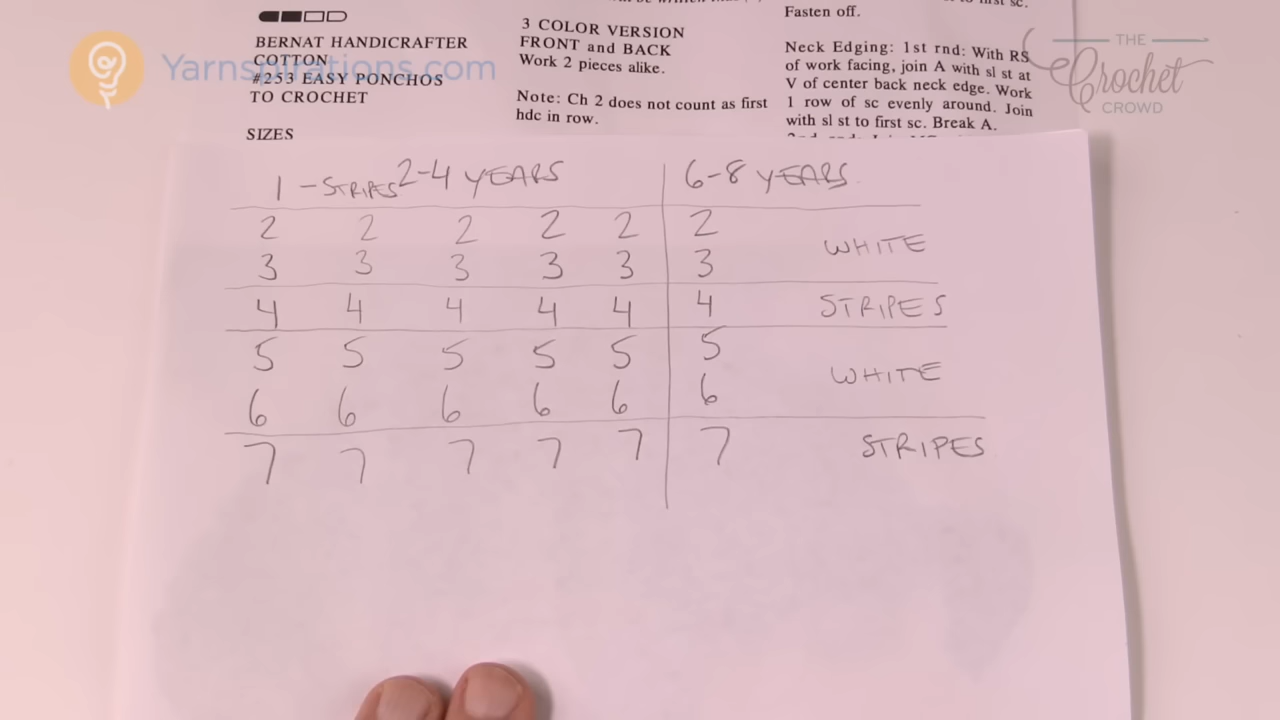 Yarnspirations.com
THE
Crochet
CROWD
BERNAT HANDICRAFTER
COTTON
#253 EASY PONCHOS
TO CROCHET
SIZES
3 COLOR VERSION
FRONT and BACK
Work 2 pieces alike.
Note: Ch 2 does not count as first
hdc in row.
Fasten off.
Neck Edging: 1st rnd: With RS
of work facing, join A with sl st at
V of center back neck edge. Work
1 row of sc evenly around. Join
with sl st to first sc. Break A.
1 - STRIPES 2-4 YEARS 6-8 YEARS
2 2 2 2 2 2
WHITE
3 3 3 3 3 3
4 4 4 4 4 4 STRIPES
5 5 5 5 5 5
WHITE
6 6 6 6 6 6
7 7 7 7 7 7 STRIPES